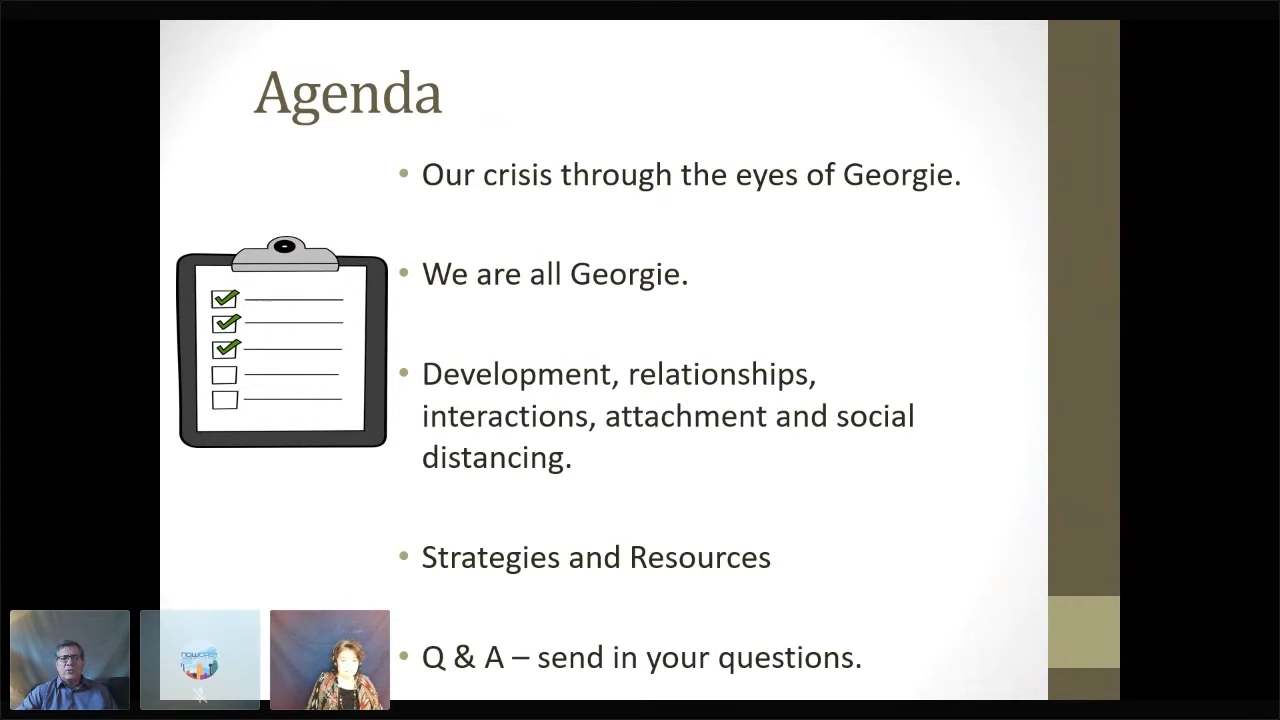 Agenda
Our crisis through the eyes of Georgie.
We are all Georgie.
Development, relationships,
interactions, attachment and social
distancing.
Strategies and Resources
Q & A – send in your questions.
NOWCAST